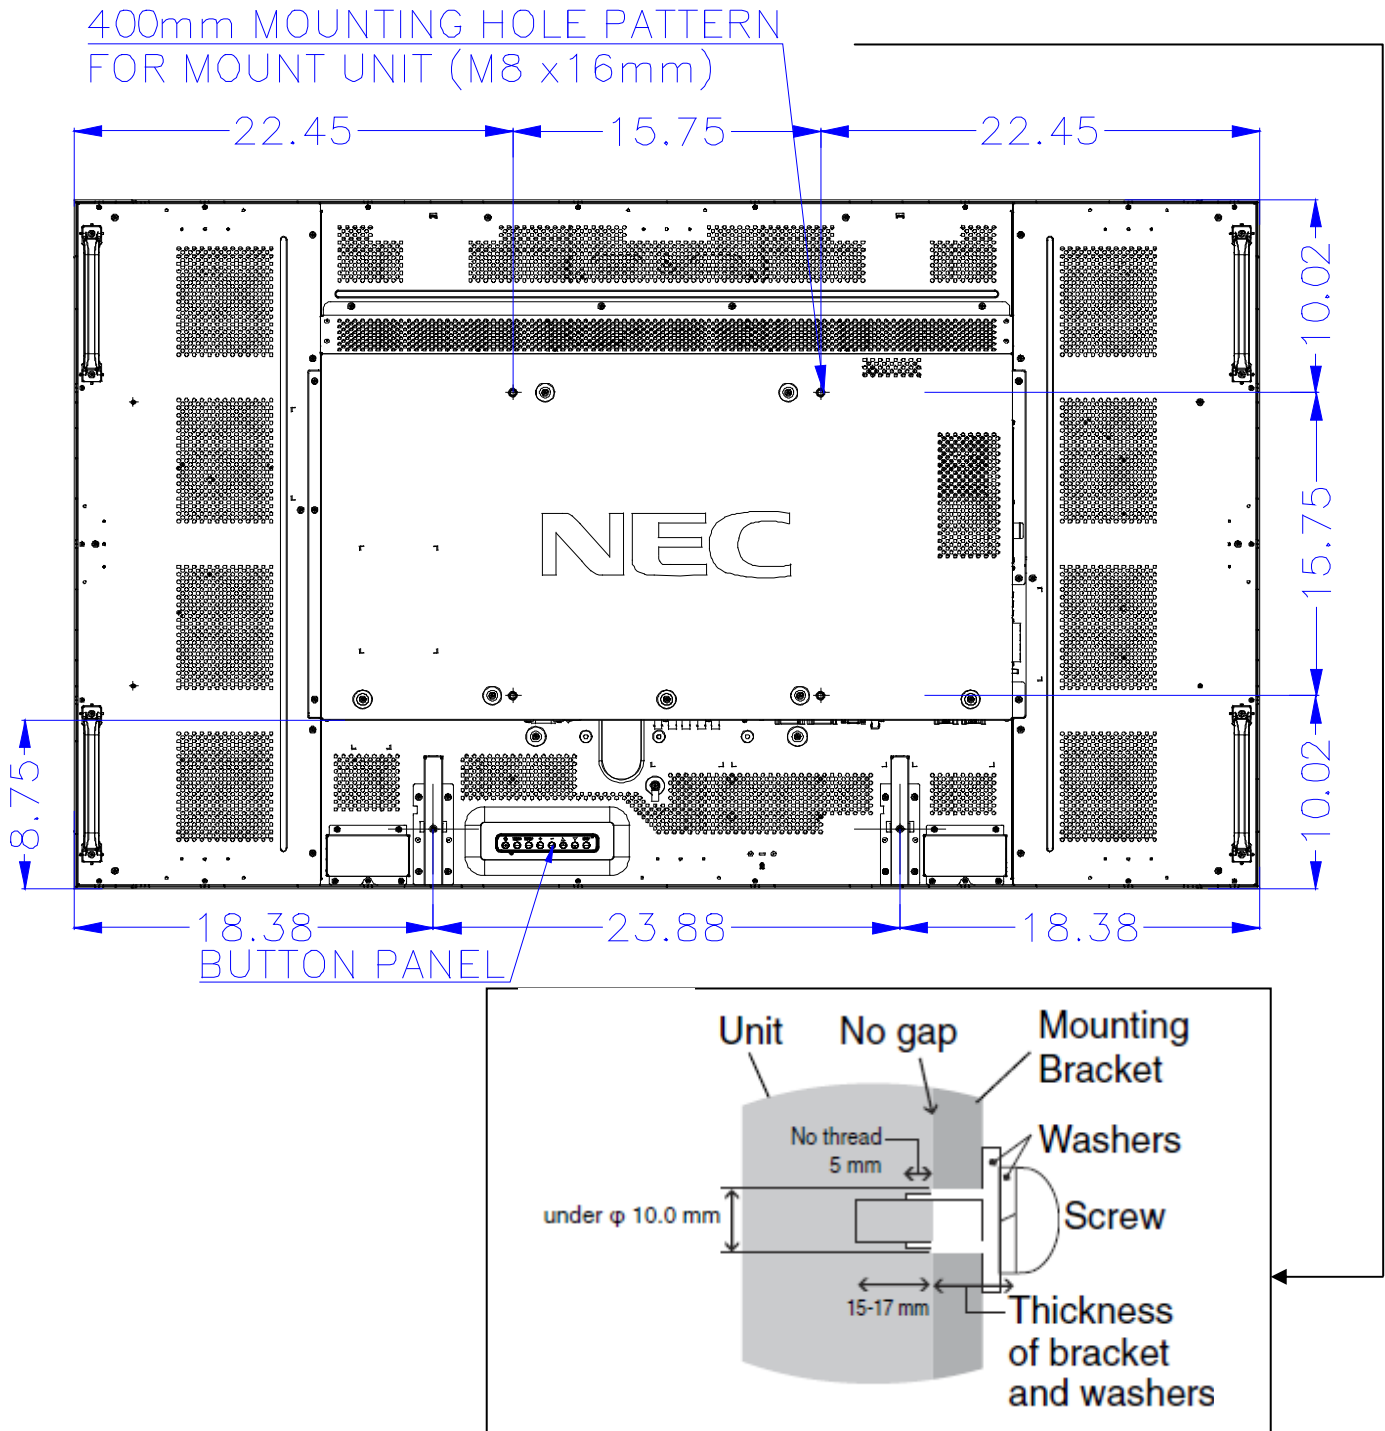 400mm MOUNTING HOLE PATTERN
FOR MOUNT UNIT (M8 x16mm)
22.45
15.75
22.45
10.02
15.75
10.02
8.75
NEC
18.38
23.88
18.38
BUTTON PANEL
Unit
No gap
Mounting
Bracket
No thread
5 mm
Washers
under φ 10.0 mm
Screw
15-17 mm
Thickness
of bracket
and washers